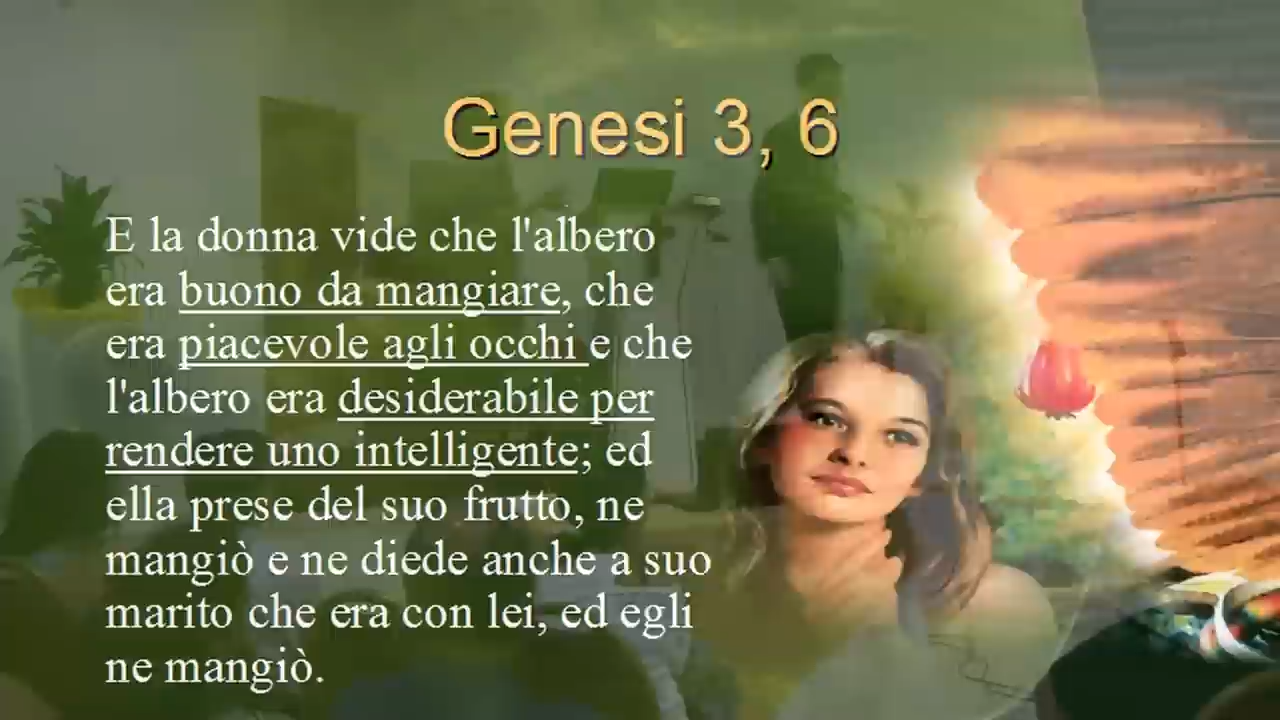 Genesi 3, 6
E la donna vide che l'albero
era buono da mangiare, che
era piacevole agli occhi e che
l'albero era desiderabile per
rendere uno intelligente; ed
ella prese del suo frutto, ne
mangiò e ne diede anche a suo
marito che era con lei, ed egli
ne mangiò.